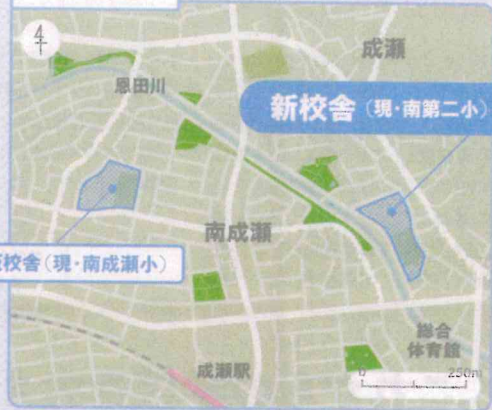 成瀬
恩田川
新校舎（現・南第二小）
南成瀬
校舎（現・南成瀬小）
総合
体育館
成瀬駅
0 250m